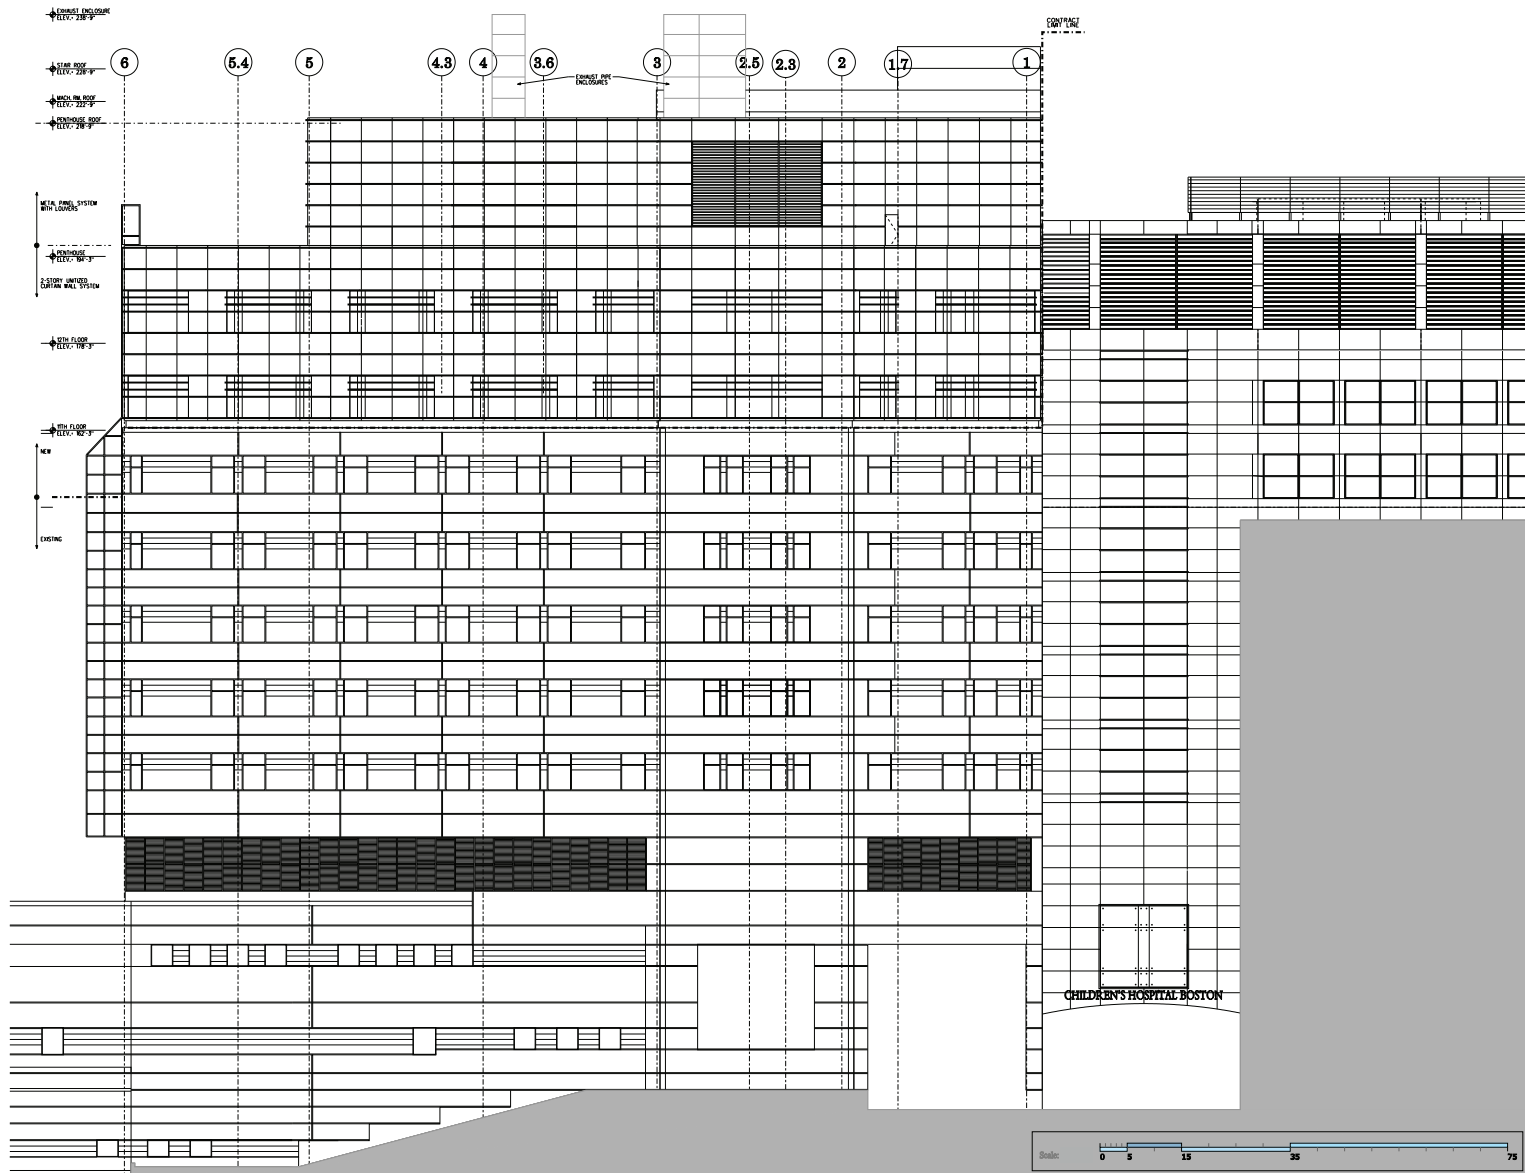 EXHAUST ENCLOSURE
ELEV.- 238'-9"
CONTRACT
LIMIT LINE
STAIR ROOF
ELEV.- 228'-9"
6 5.4 5 4.3 4 3.6 3 2.5 2.3 2 1.7 1
EXHAUST PIPE
ENCLOSURES
MACH. RM. ROOF
ELEV.- 222'-9"
PENTHOUSE ROOF
ELEV.- 218'-9"
METAL PANEL SYSTEM
WITH LOUVERS
PENTHOUSE
ELEV.- 194'-3"
2-STORY UNITIZED
CURTAIN WALL SYSTEM
12TH FLOOR
ELEV.- 178'-3"
11TH FLOOR
ELEV.- 162'-3"
NEW
EXISTING
CHILDREN'S HOSPITAL BOSTON
Scale:
0 5 15 35 75